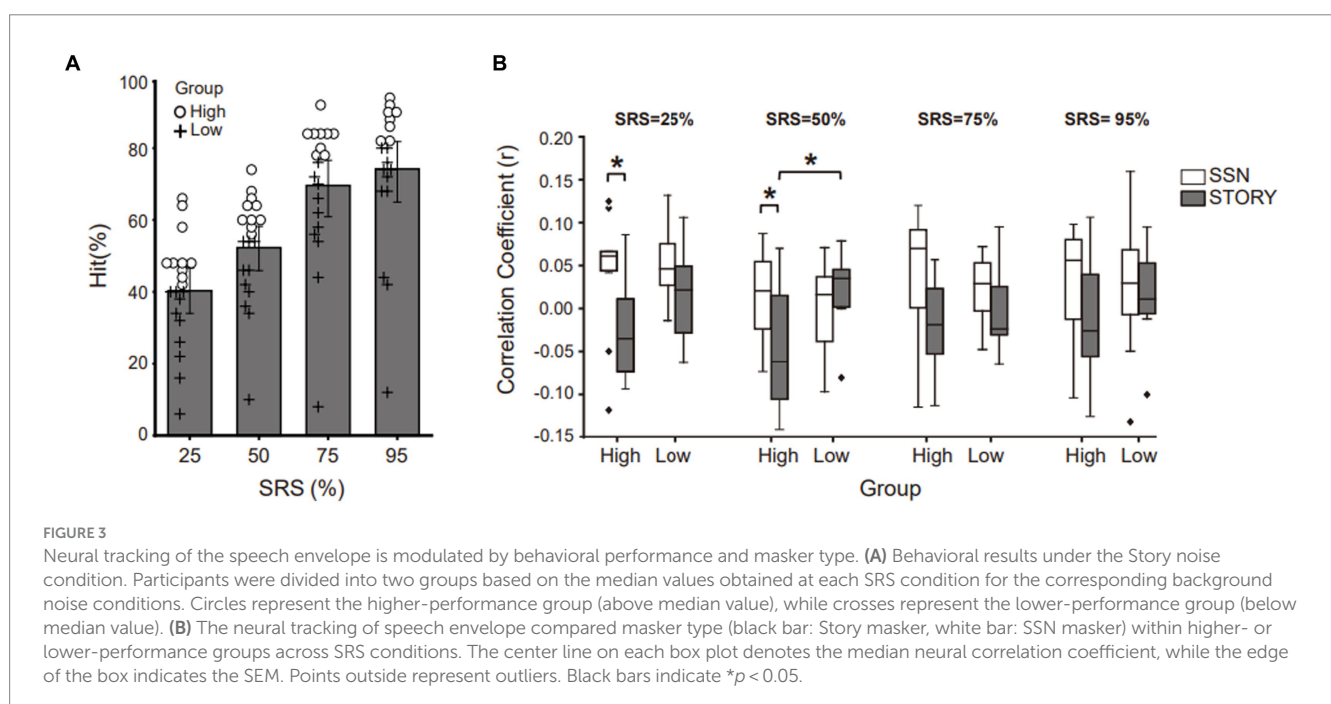 A
B
Group
High
Low
100
80
60
40
20
0
Hit(%)
25 50 75 95
SRS (%)
SRS=25% SRS=50% SRS=75% SRS= 95%
0.20
0.15
0.10
0.05
0.00
-0.05
-0.10
-0.15
Correlation Coefficient (r)
* * * 
SSN
STORY
High Low High Low High Low High Low
Group
FIGURE 3
Neural tracking of the speech envelope is modulated by behavioral performance and masker type. (A) Behavioral results under the Story noise
condition. Participants were divided into two groups based on the median values obtained at each SRS condition for the corresponding background
noise conditions. Circles represent the higher-performance group (above median value), while crosses represent the lower-performance group (below
median value). (B) The neural tracking of speech envelope compared masker type (black bar: Story masker, white bar: SSN masker) within higher- or
lower-performance groups across SRS conditions. The center line on each box plot denotes the median neural correlation coefficient, while the edge
of the box indicates the SEM. Points outside represent outliers. Black bars indicate *p < 0.05.